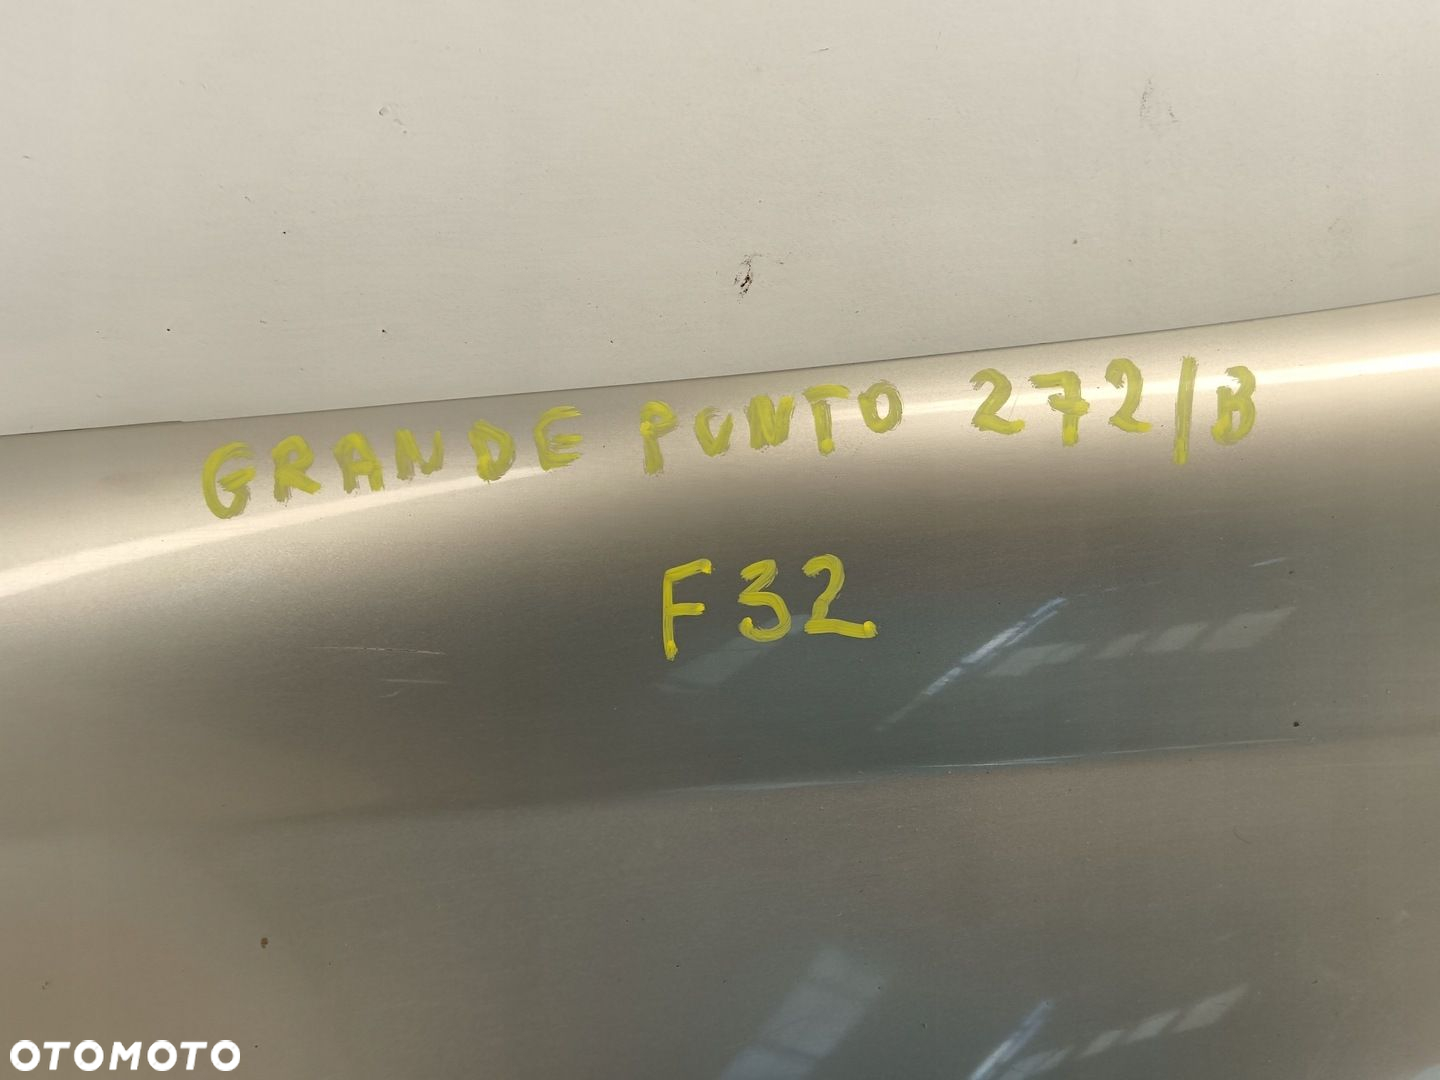 GRANDE PUNTO 272/B
F32
OTOMOTO